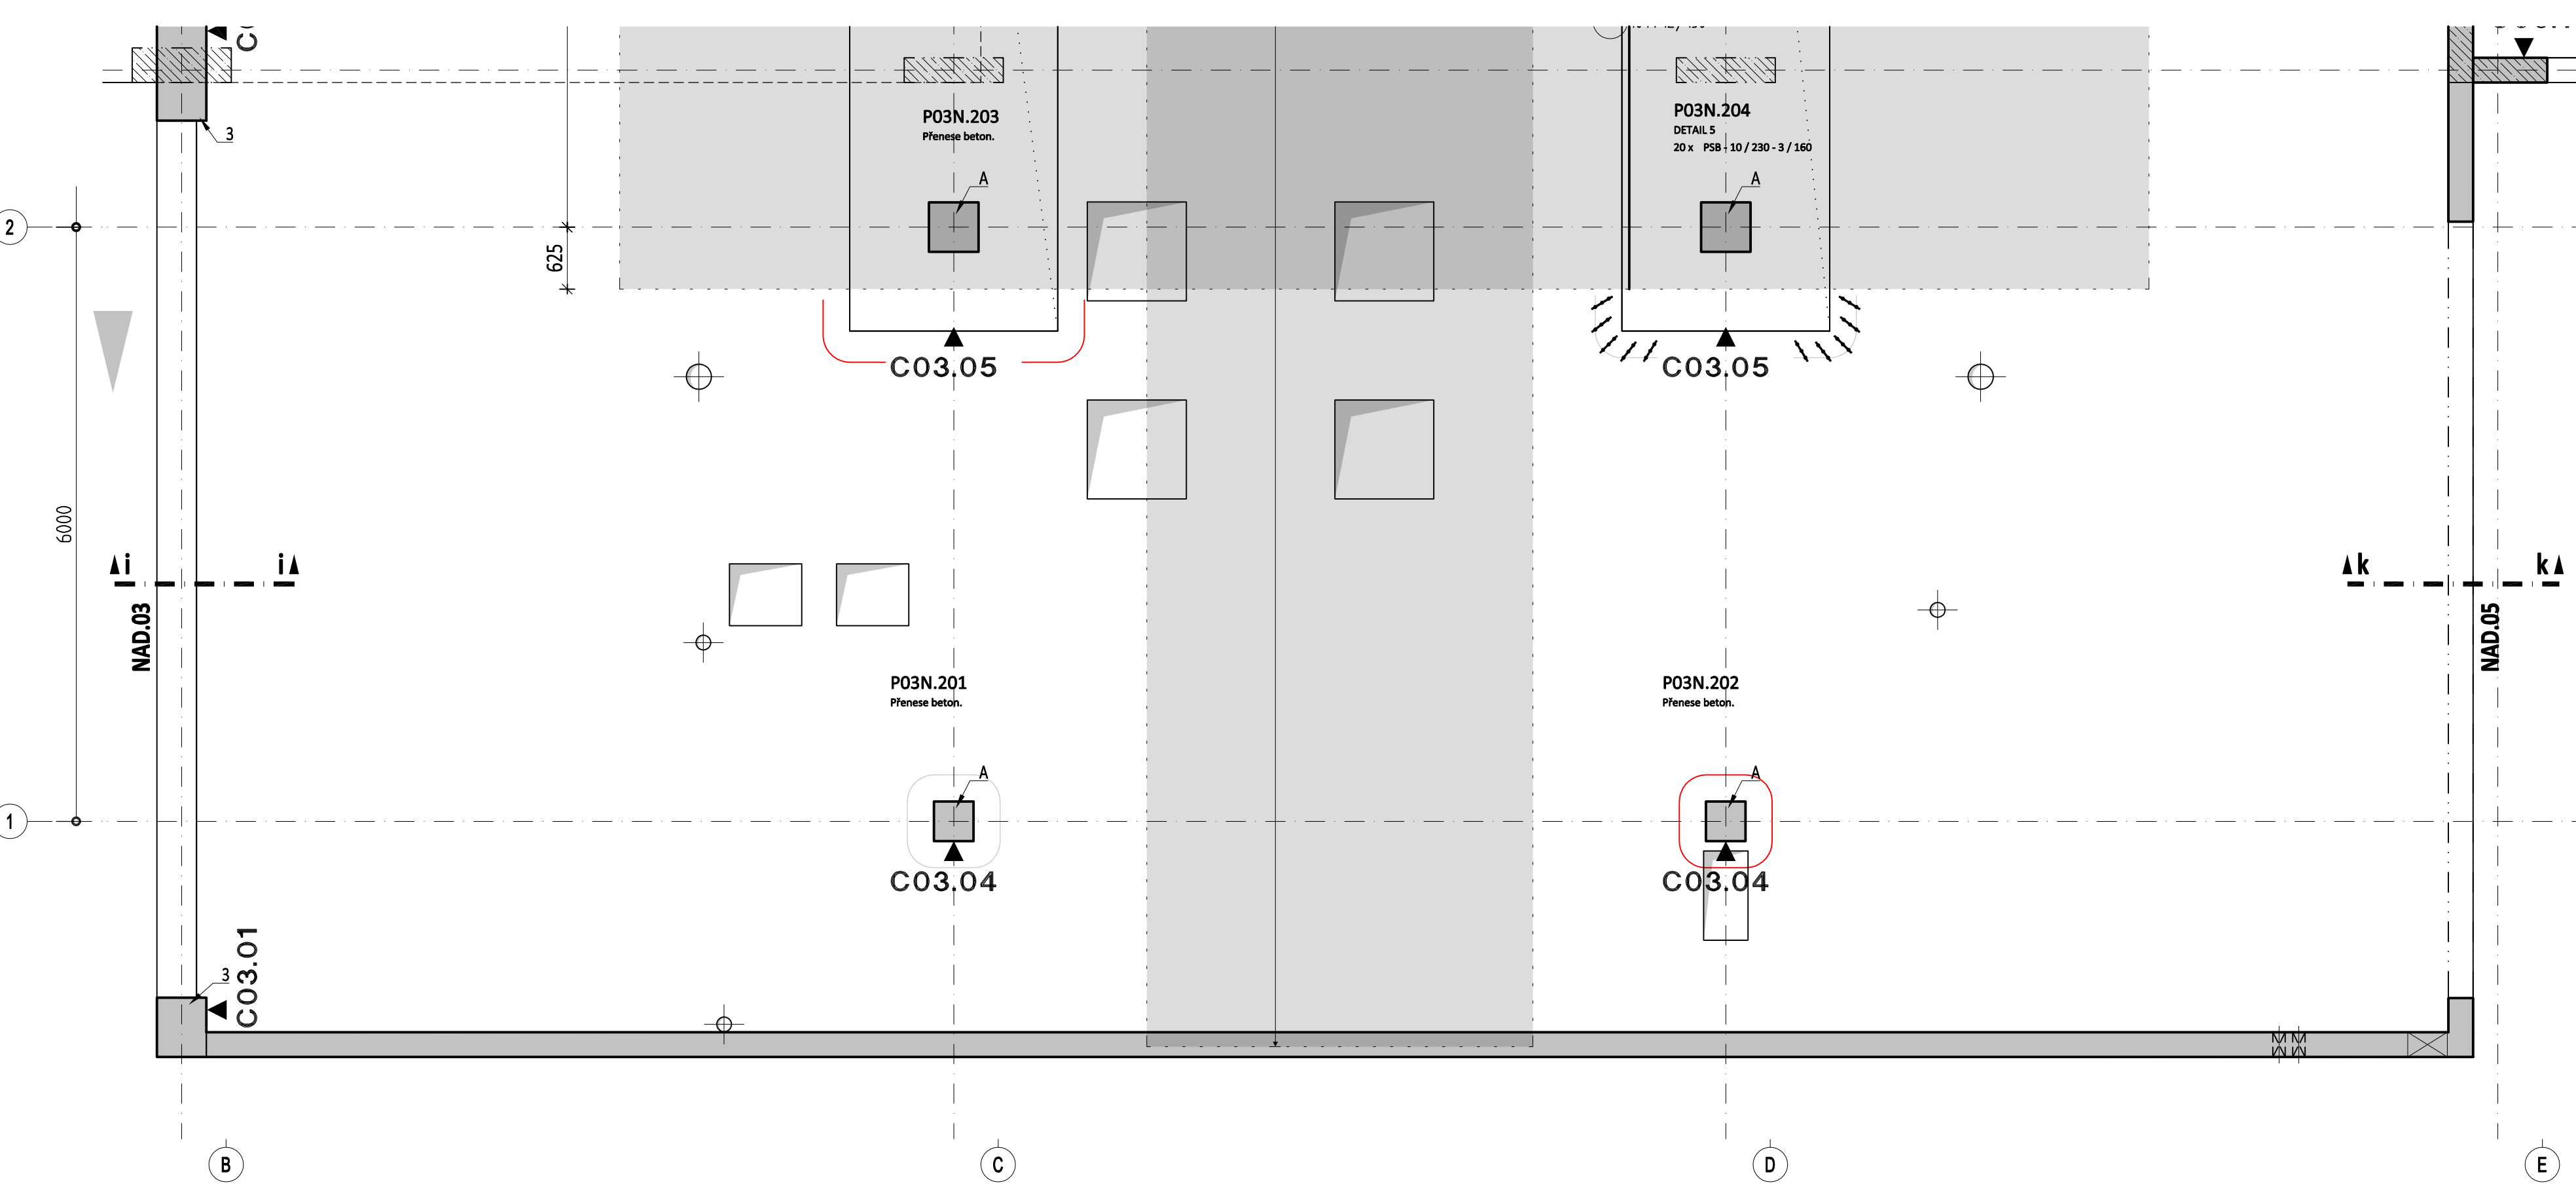 3
P03N.203
Přenese beton.
P03N.204
DETAIL 5
20 x PSB - 10 / 230 - 3 / 160
A
A
2
625
C03.05
C03.05
6000
i
i
k
k
NAD.03
NAD.05
P03N.201
Přenese beton.
P03N.202
Přenese beton.
A
A
1
C03.04
C03.04
C03.01
3
B
C
D
E